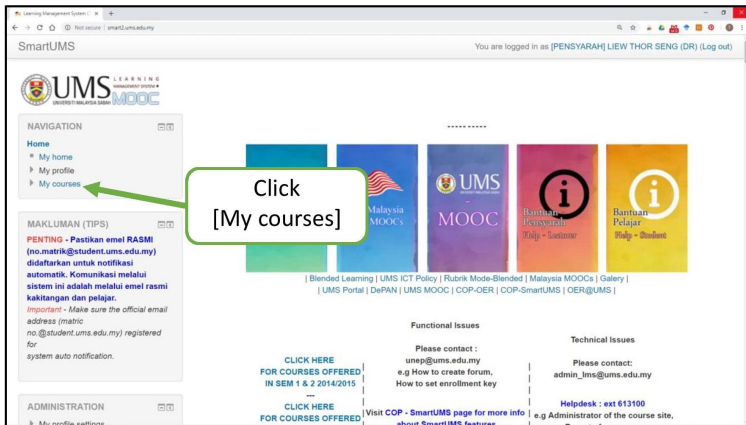 Learning Management System
Not secure | smart2.ums.edu.my
SmartUMS
You are logged in as [PENSYARAH] LIEW THOR SENG (DR) (Log out)
UMS LEARNING
MANAGEMENT SYSTEM
UNIVERSITI MALAYSIA SABAH MOOC
NAVIGATION
Home
My home
My profile
My courses
Click
[My courses]
----------
Malaysia
MOOC's
UMS
-
MOOC
Bantuan
Pensyarah
Help - Lecturer
Bantuan
Pelajar
Help - Student
MAKLUMAN (TIPS)
PENTING - Pastikan emel RASMI
(no.matrik@student.ums.edu.my)
didaftarkan untuk notifikasi
automatik. Komunikasi melalui
sistem ini adalah melalui emel rasmi
kakitangan dan pelajar.
Important - Make sure the official email
address (matric
no.@student.ums.edu.my) registered
for
system auto notification.
| Blended Learning | UMS ICT Policy | Rubrik Mode-Blended | Malaysia MOOCs | Galery |
| UMS Portal | DePAN | UMS MOOC | COP-OER | COP-SmartUMS | OER@UMS |
CLICK HERE
FOR COURSES OFFERED
IN SEM 1 & 2 2014/2015
---
CLICK HERE
FOR COURSES OFFERED
Functional Issues
Please contact :
unep@ums.edu.my
e.g How to create forum,
How to set enrollment key
Visit COP - SmartUMS page for more info
about SmartUMS features
Technical Issues
Please contact:
admin_lms@ums.edu.my
Helpdesk : ext 613100
e.g Administrator of the course site,
ADMINISTRATION
My profile settings